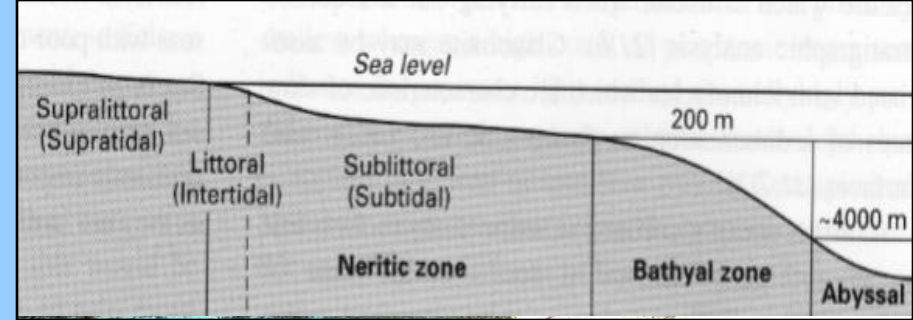 Sea level
Supralittoral
(Supratidal)
Littoral
(Intertidal)
Sublittoral
(Subtidal)
200 m
~4000 m
Neritic zone
Bathyal zone
Abyssal